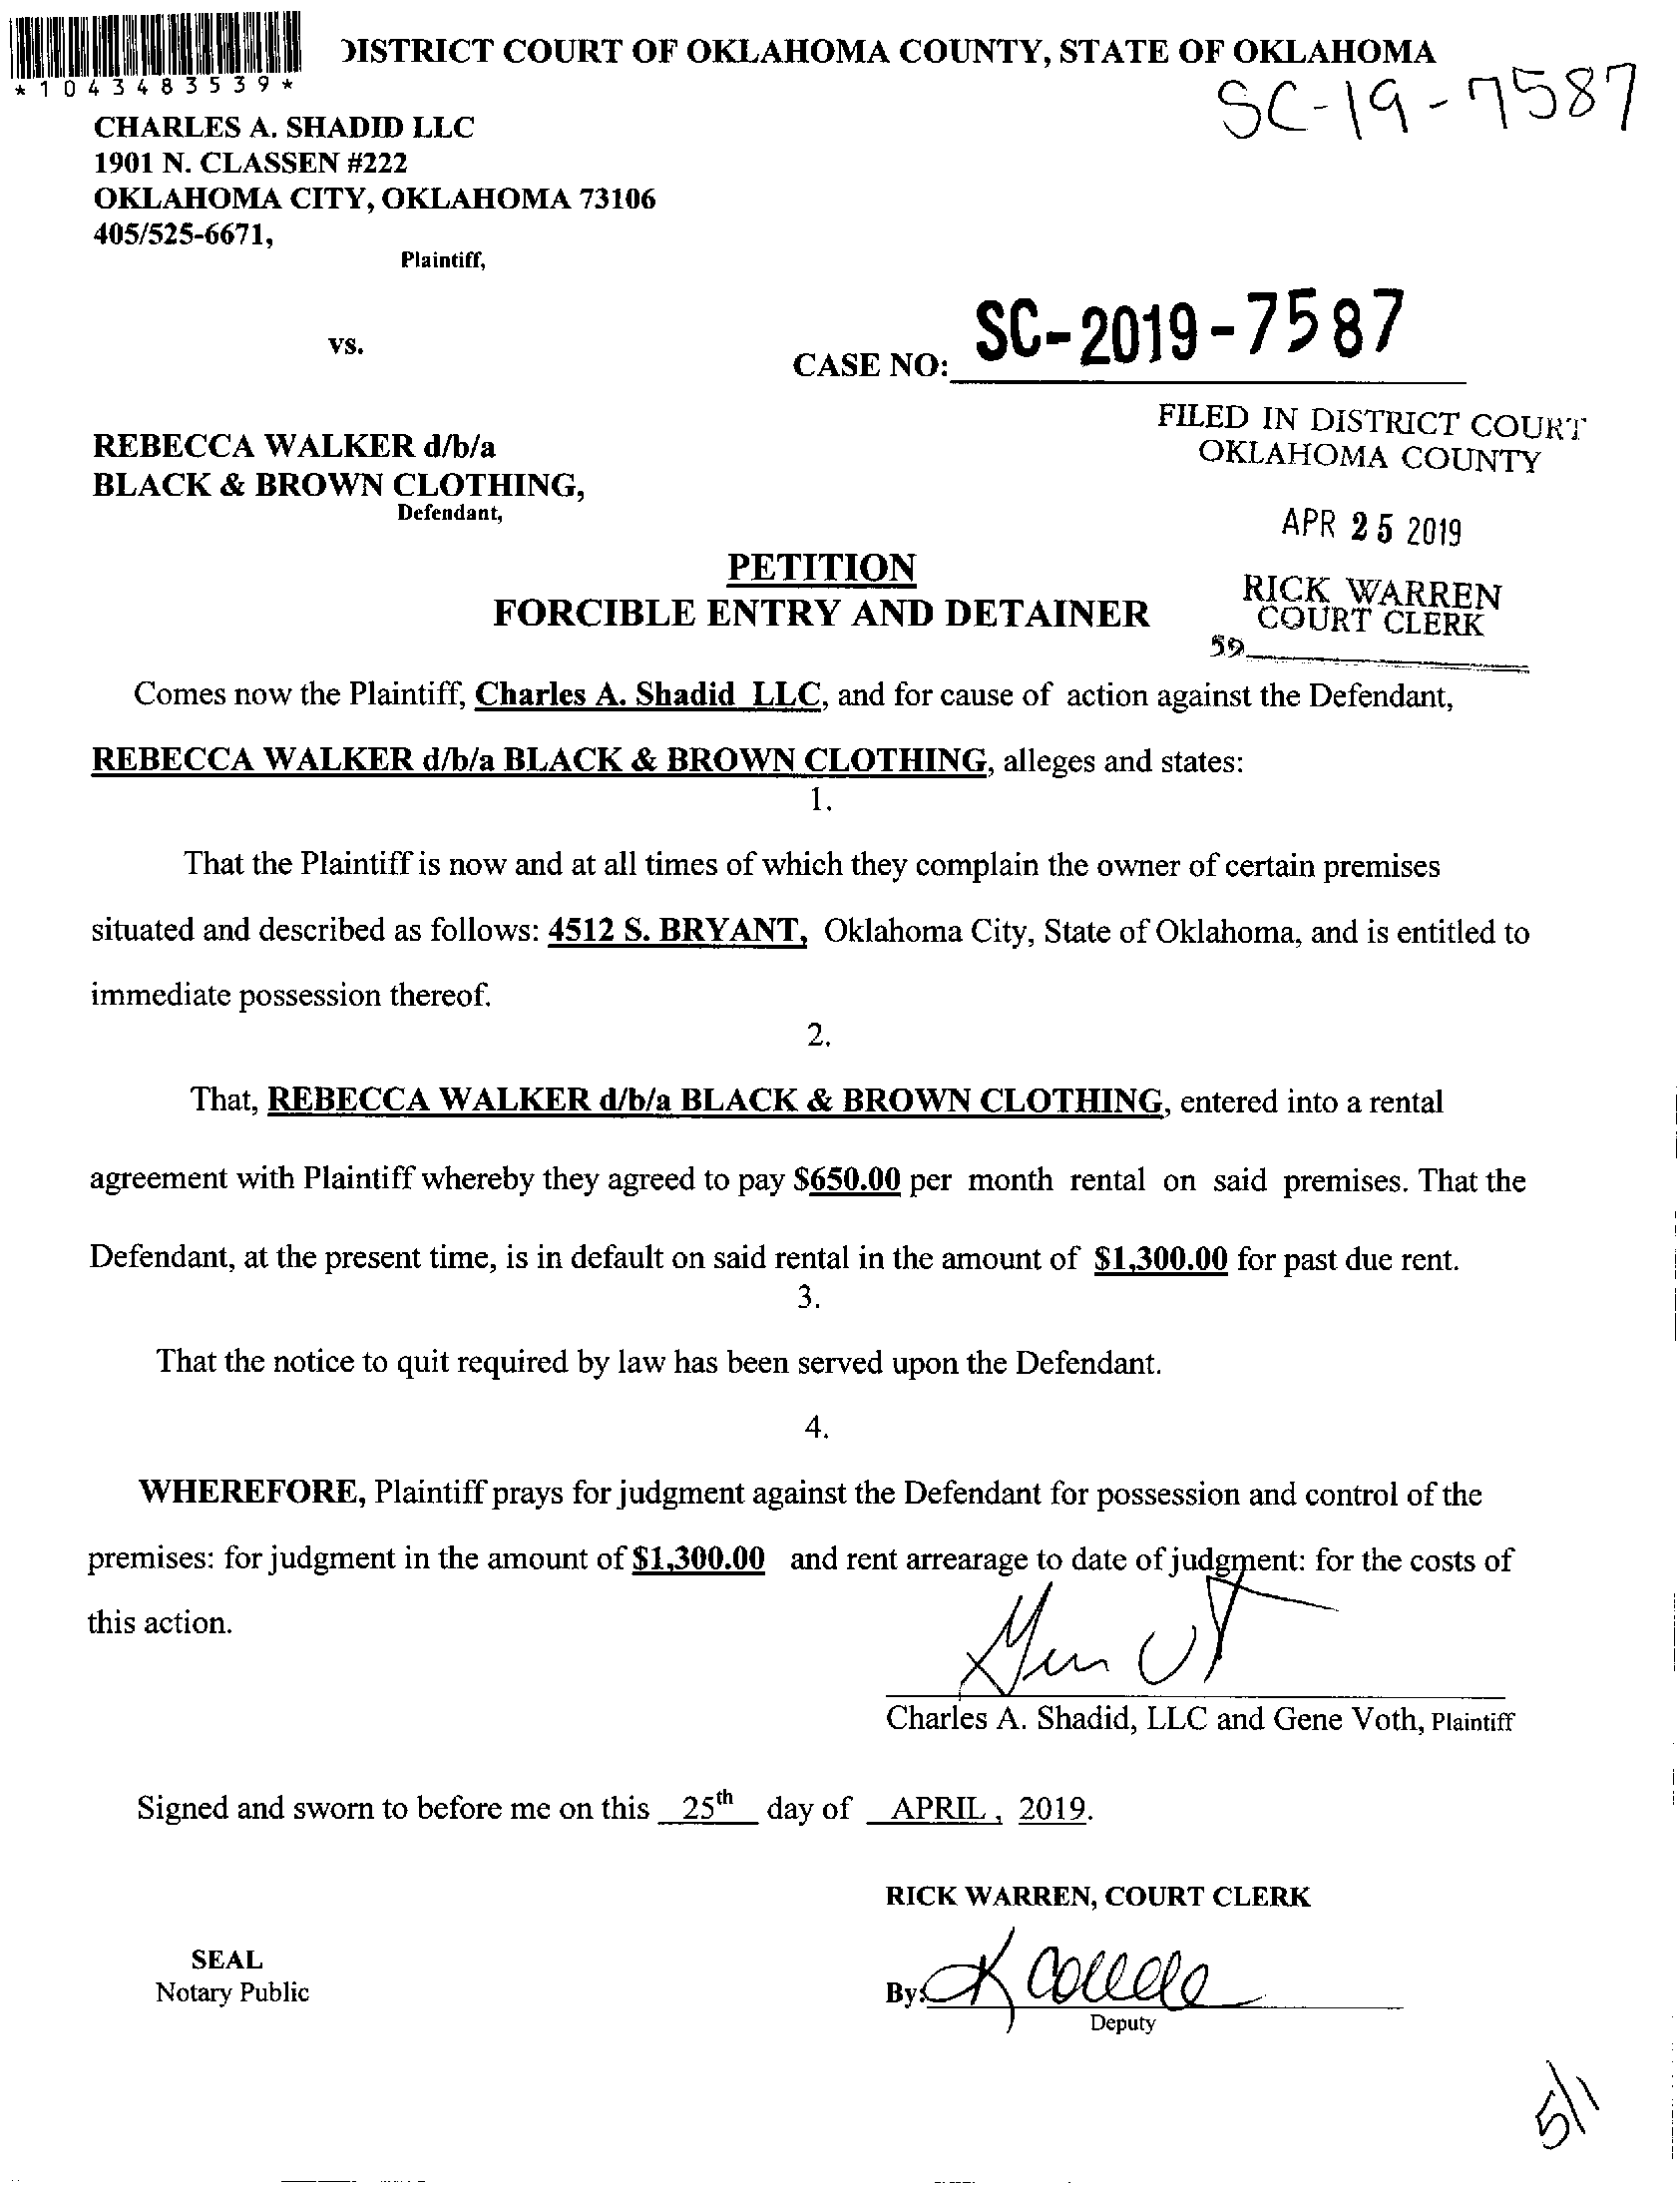 *1043483539*
DISTRICT COURT OF OKLAHOMA COUNTY, STATE OF OKLAHOMA
SC-19-7587
CHARLES A. SHADID LLC
1901 N. CLASSEN #222
OKLAHOMA CITY, OKLAHOMA 73106
405/525-6671,
Plaintiff,
vs.
CASE NO: SC-2019-7587
REBECCA WALKER d/b/a
BLACK & BROWN CLOTHING,
Defendant,
FILED IN DISTRICT COURT
OKLAHOMA COUNTY
APR 25 2019
RICK WARREN
COURT CLERK
59
PETITION
FORCIBLE ENTRY AND DETAINER
Comes now the Plaintiff, Charles A. Shadid LLC, and for cause of action against the Defendant,
REBECCA WALKER d/b/a BLACK & BROWN CLOTHING, alleges and states:
1.
That the Plaintiff is now and at all times of which they complain the owner of certain premises
situated and described as follows: 4512 S. BRYANT, Oklahoma City, State of Oklahoma, and is entitled to
immediate possession thereof.
2.
That, REBECCA WALKER d/b/a BLACK & BROWN CLOTHING, entered into a rental
agreement with Plaintiff whereby they agreed to pay $650.00 per month rental on said premises. That the
Defendant, at the present time, is in default on said rental in the amount of $1,300.00 for past due rent.
3.
That the notice to quit required by law has been served upon the Defendant.
4.
WHEREFORE, Plaintiff prays for judgment against the Defendant for possession and control of the
premises: for judgment in the amount of $1,300.00 and rent arrearage to date of judgment: for the costs of
this action.
Charles A. Shadid, LLC and Gene Voth, Plaintiff
Signed and sworn to before me on this 25th day of APRIL, 2019.
RICK WARREN, COURT CLERK
SEAL
Notary Public
By:
Deputy
5/1